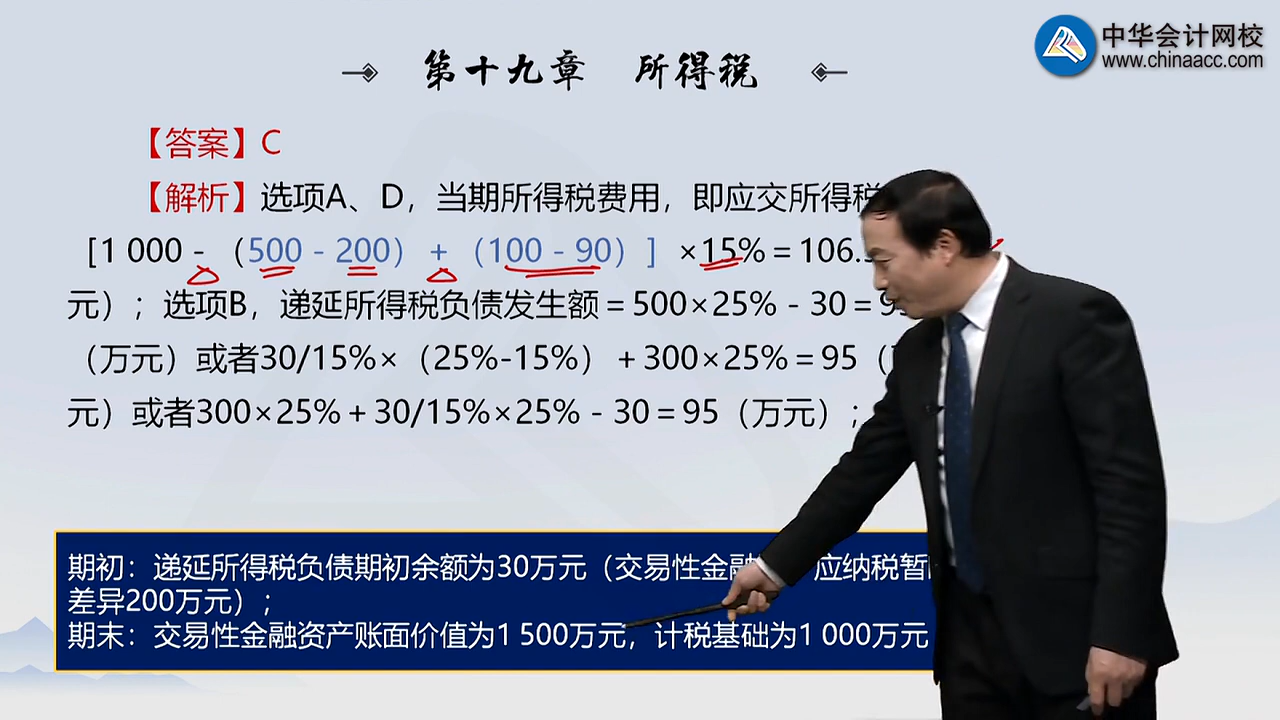 中华会计网校
www.chinaacc.com
第十九章 所得税
【答案】C
【解析】选项A、D，当期所得税费用，即应交所得税
[1 000－（500－200）＋（100－90）] ×15%＝106.
元）；选项B，递延所得税负债发生额＝500×25%－30＝9
（万元）或者30/15%×（25%-15%）＋300×25%＝95（
元）或者300×25%＋30/15%×25%－30＝95（万元）；
期初：递延所得税负债期初余额为30万元（交易性金融 应纳税暂
差异200万元）；
期末：交易性金融资产账面价值为1 500万元，计税基础为1 000万元